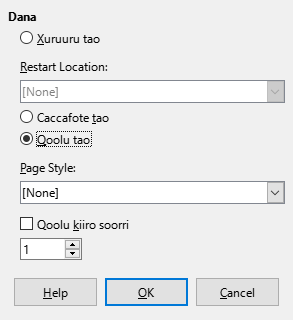 Dana
Xuruuru tao
Restart Location:
[None]
Caccafote tao
Qoolu tao
Page Style:
[None]
Qoolu kiiro soorri
1
Help OK Cancel